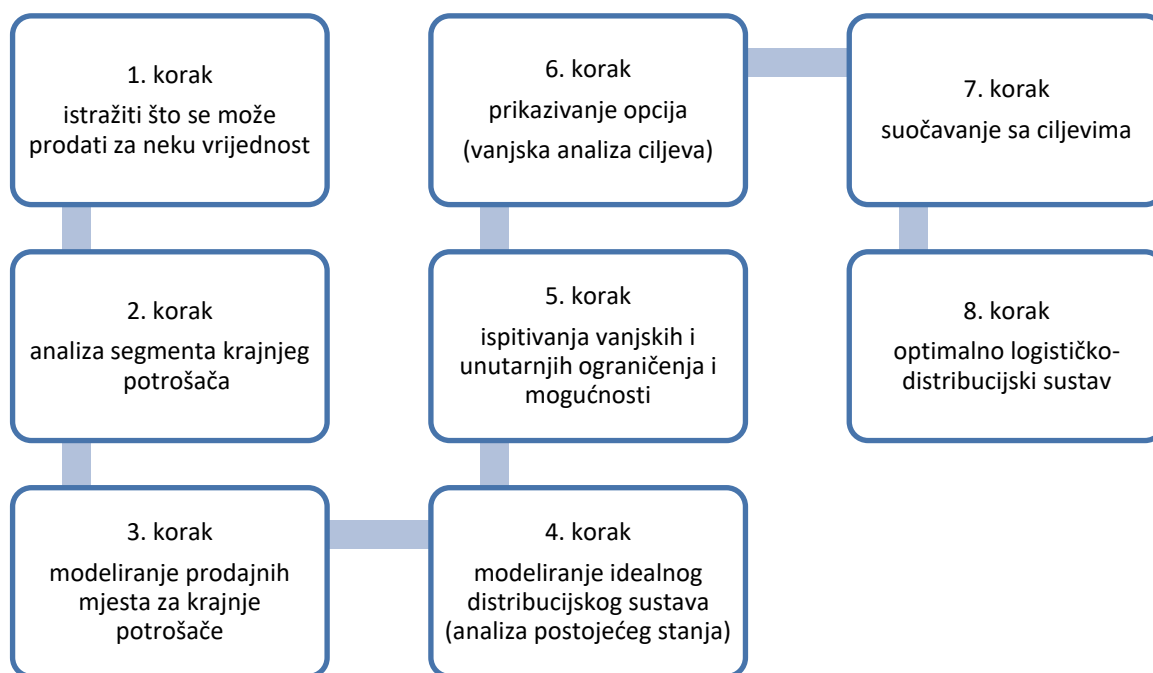 1. korak
istražiti što se može
prodati za neku vrijednost
2. korak
analiza segmenta krajnjeg
potrošača
3. korak
modeliranje prodajnih
mjesta za krajnje
potrošače
4. korak
modeliranje idealnog
distribucijskog sustava
(analiza postojećeg stanja)
5. korak
ispitivanja vanjskih i
unutarnjih ograničenja i
mogućnosti
6. korak
prikazivanje opcija
(vanjska analiza ciljeva)
7. korak
suočavanje sa ciljevima
8. korak
optimalno logističko-
distribucijski sustav